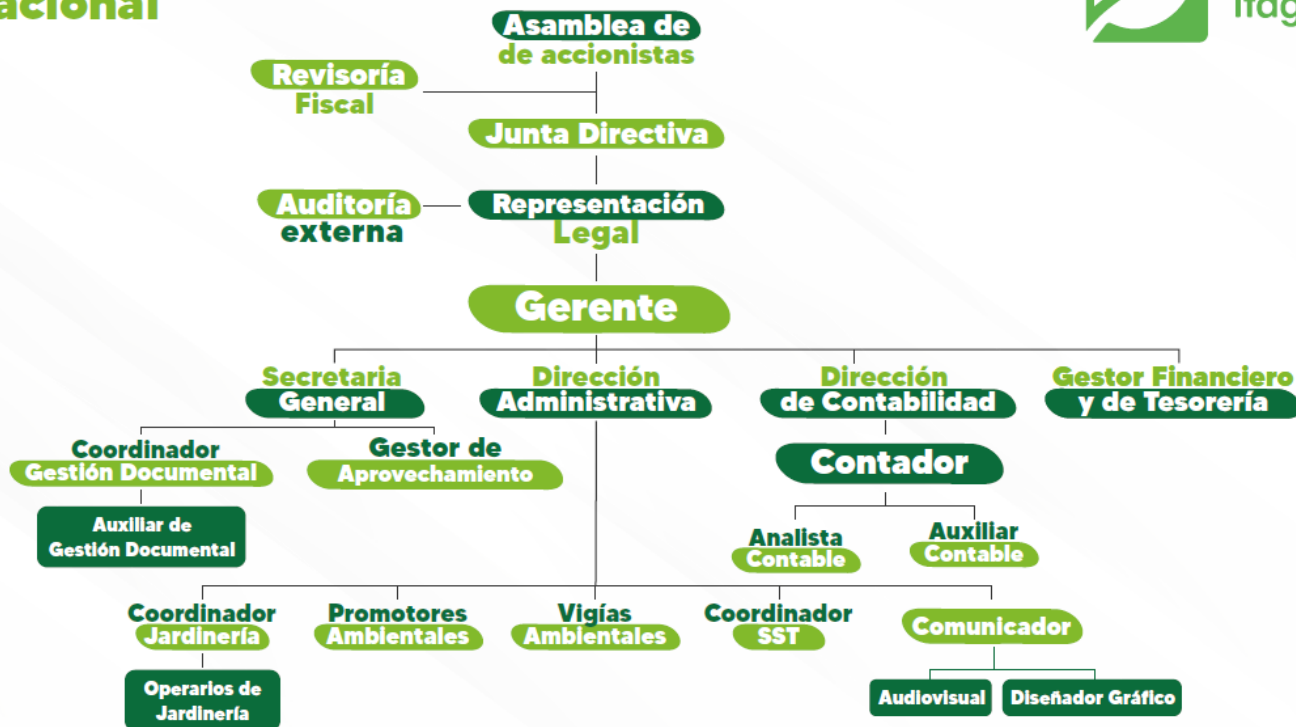 Asamblea de
de accionistas
Revisoría
Fiscal
Junta Directiva
Auditoría
externa
Representación
Legal
Gerente
Secretaria
General
Dirección
Administrativa
Dirección
de Contabilidad
Gestor Financiero
y de Tesorería
Coordinador
Gestión Documental
Gestor de
Aprovechamiento
Contador
Auxiliar de
Gestión Documental
Analista
Contable
Auxiliar
Contable
Coordinador
Jardinería
Promotores
Ambientales
Vigías
Ambientales
Coordinador
SST
Comunicador
Operarios de
Jardinería
Audiovisual
Diseñador Gráfico